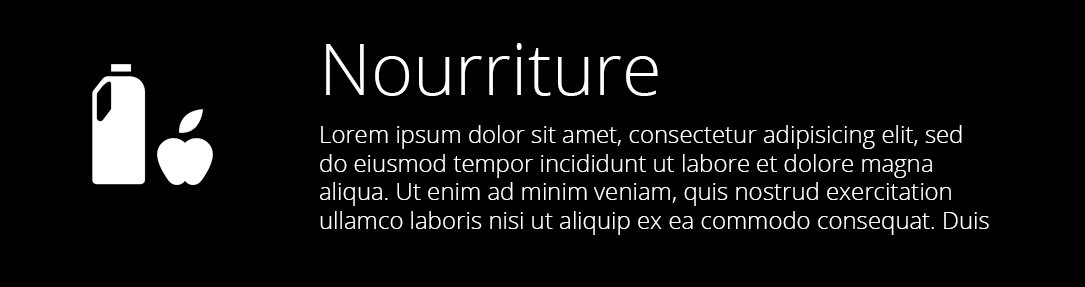 Nourriture
Lorem ipsum dolor sit amet, consectetur adipisicing elit, sed
do eiusmod tempor incididunt ut labore et dolore magna
aliqua. Ut enim ad minim veniam, quis nostrud exercitation
ullamco laboris nisi ut aliquip ex ea commodo consequat. Duis